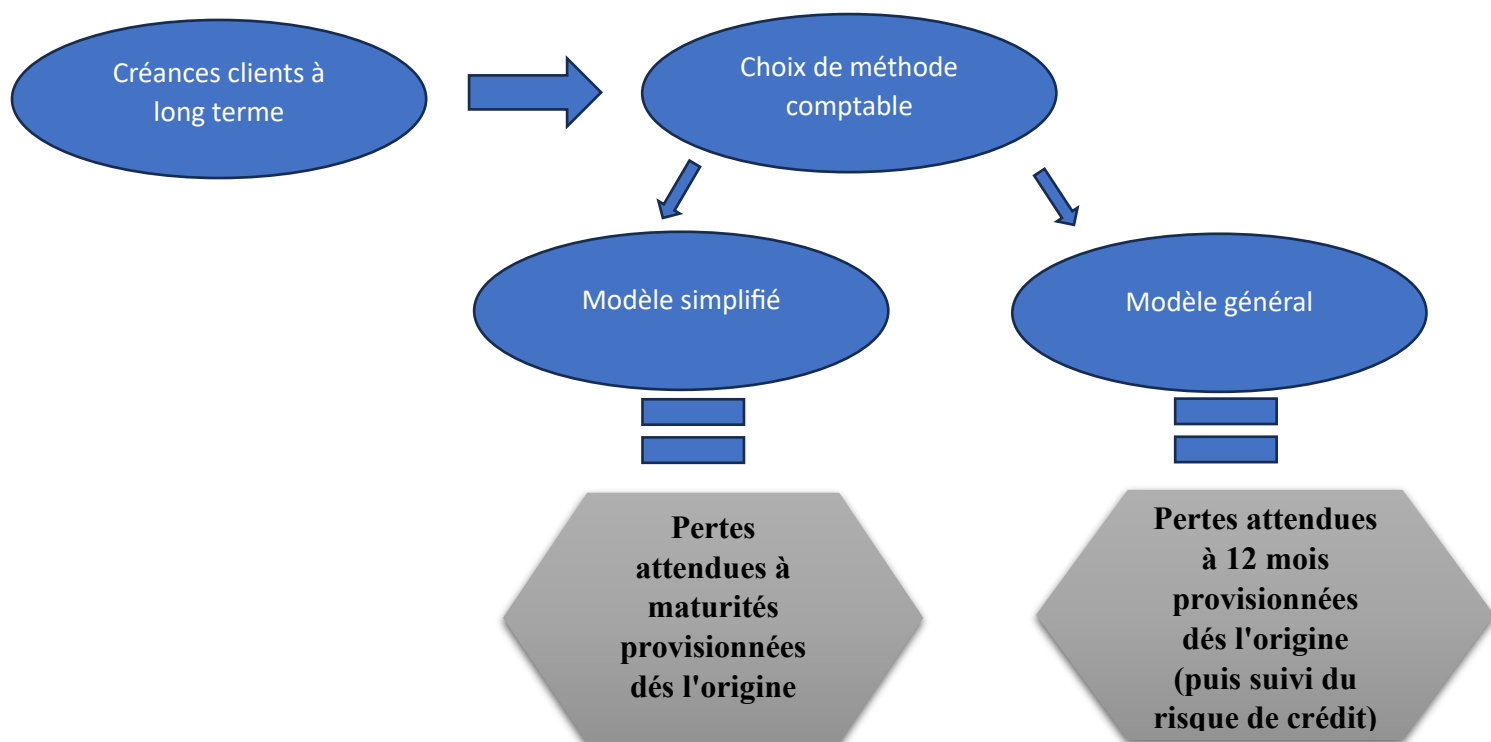 Créances clients à
long terme
Choix de méthode
comptable
Modèle simplifié
Modèle général
Pertes
attendues à
maturités
provisionnées
dés l'origine
Pertes attendues
à 12 mois
provisionnées
dés l'origine
(puis suivi du
risque de crédit)